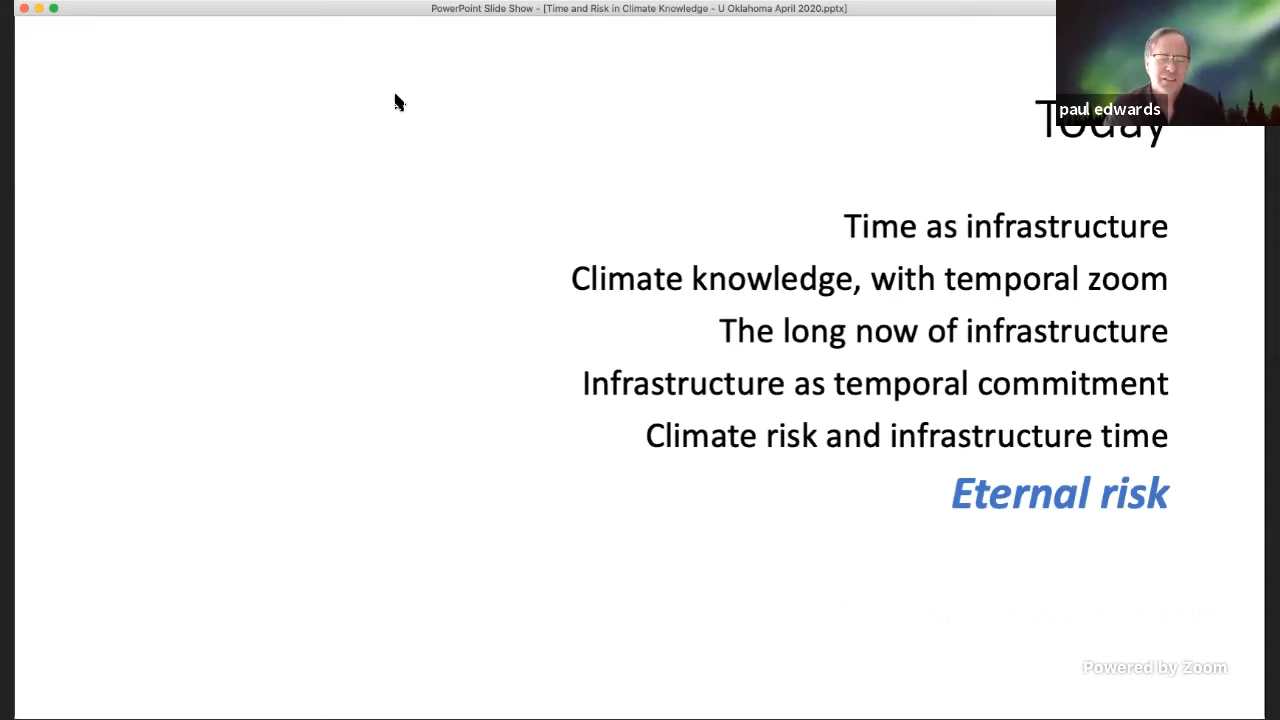 PowerPoint Slide Show - [Time and Risk in Climate Knowledge - U Oklahoma April 2020.pptx]
paul edwards
Today
Time as infrastructure
Climate knowledge, with temporal zoom
The long now of infrastructure
Infrastructure as temporal commitment
Climate risk and infrastructure time
Eternal risk
Powered by Zoom